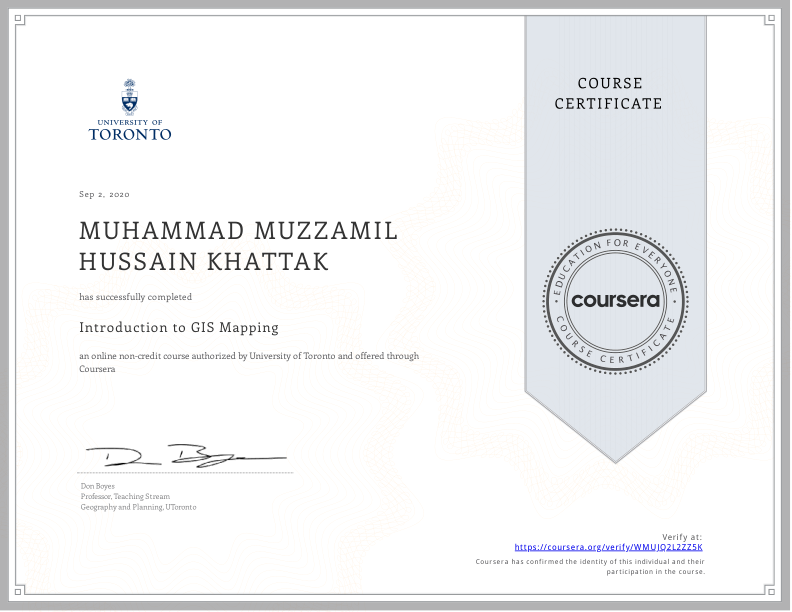 UNIVERSITY OF
TORONTO
COURSE
CERTIFICATE
Sep 2, 2020
MUHAMMAD MUZZAMIL
HUSSAIN KHATTAK
has successfully completed
Introduction to GIS Mapping
an online non-credit course authorized by University of Toronto and offered through
Coursera
EDUCATION FOR EVERYONE
coursera
COURSE CERTIFICATE
Don Boyes
Professor, Teaching Stream
Geography and Planning, UToronto
Verify at:
https://coursera.org/verify/WMUJQ2L2ZZ5K
Coursera has confirmed the identity of this individual and their
participation in the course.